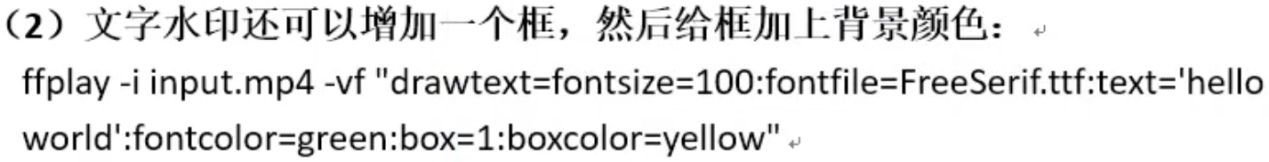 （2）文字水印还可以增加一个框，然后给框加上背景颜色：
ffplay -i input.mp4 -vf "drawtext=fontsize=100:fontfile=FreeSerif.ttf:text='hello
world':fontcolor=green:box=1:boxcolor=yellow"